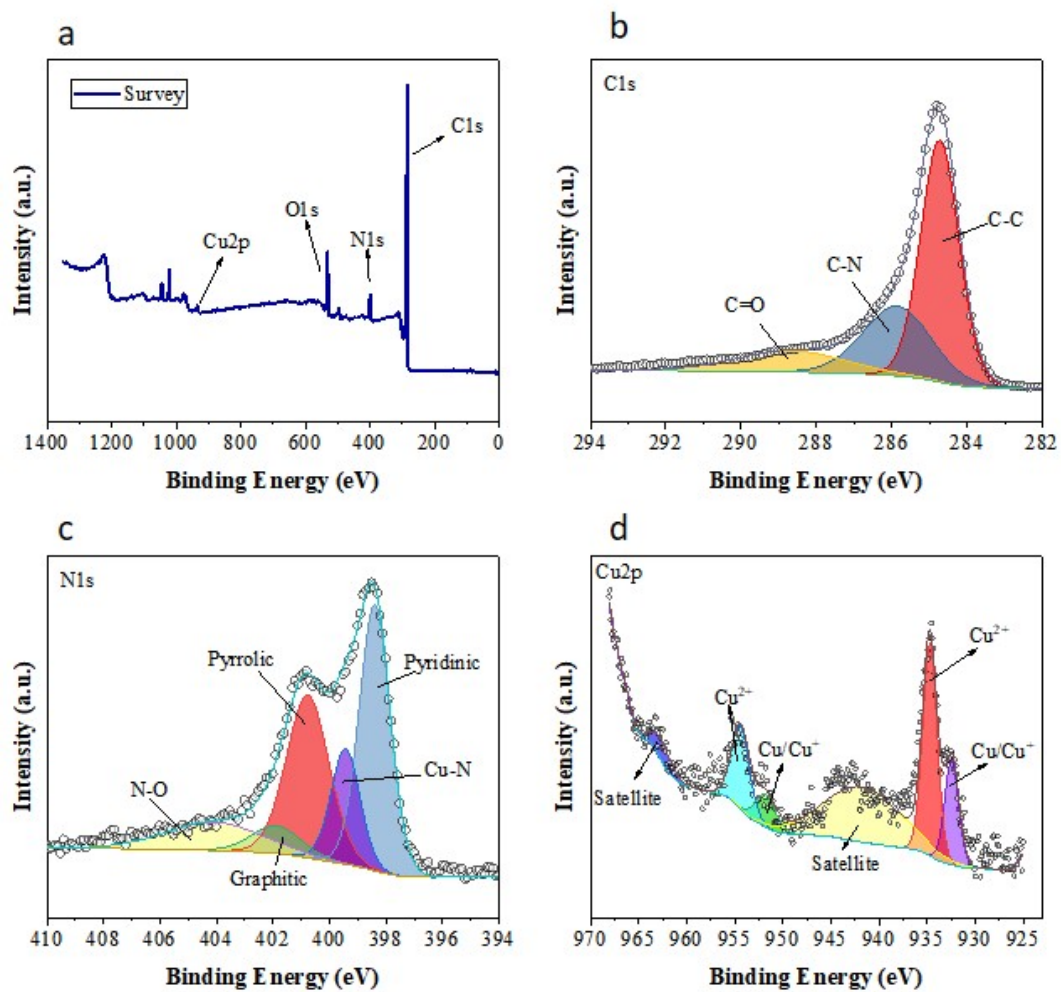 a
Survey
C1s
O1s
N1s
Cu2p
Intensity (a.u.)
1400 1200 1000 800 600 400 200 0
Binding Energy (eV)
b
C1s
C-C
C-N
C=O
Intensity (a.u.)
294 292 290 288 286 284 282
Binding Energy (eV)
c
N1s
Pyrrolic
Pyridinic
Cu-N
N-O
Graphitic
Intensity (a.u.)
410 408 406 404 402 400 398 396 394
Binding Energy (eV)
d
Cu2p
Cu²⁺
Cu²⁺
Cu/Cu⁺
Cu/Cu⁺
Satellite
Satellite
Intensity (a.u.)
970 965 960 955 950 945 940 935 930 925
Binding Energy (eV)